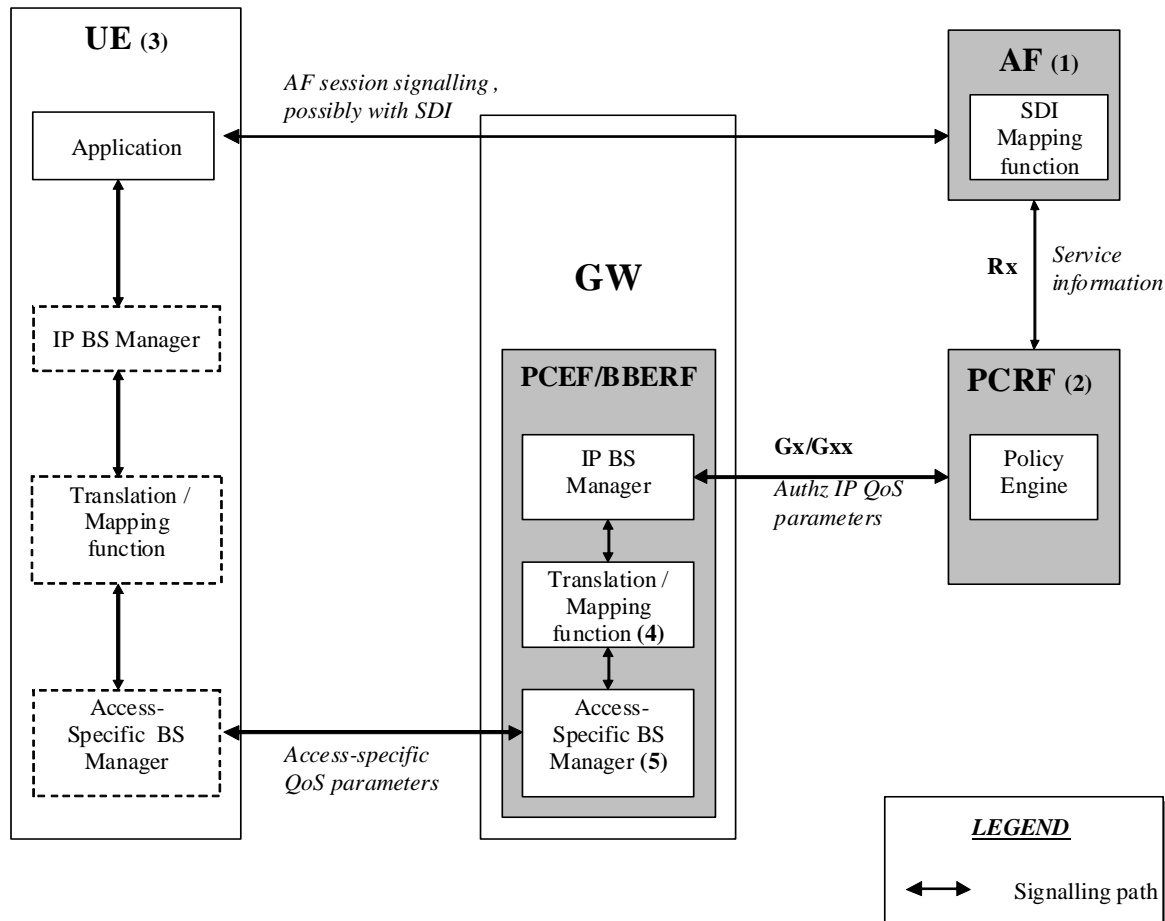 UE (3)
Application
IP BS Manager
Translation /
Mapping
function
Access-
Specific BS
Manager
AF session signalling ,
possibly with SDI
Access-specific
QoS parameters
GW
PCEF/BBERF
IP BS
Manager
Translation /
Mapping
function (4)
Access-
Specific BS
Manager (5)
Gx/Gxx
Authz IP QoS
parameters
AF (1)
SDI
Mapping
function
Rx
Service
information
PCRF (2)
Policy
Engine
LEGEND
Signalling path